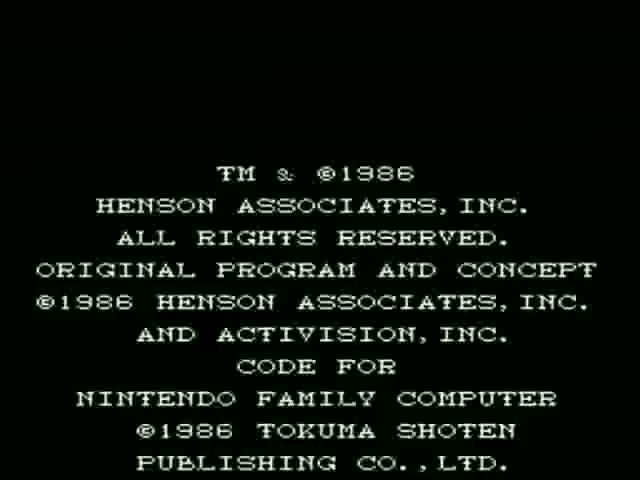 TM & ©1986
HENSON ASSOCIATES, INC.
ALL RIGHTS RESERVED.
ORIGINAL PROGRAM AND CONCEPT
©1986 HENSON ASSOCIATES, INC.
AND ACTIVISION, INC.
CODE FOR
NINTENDO FAMILY COMPUTER
©1986 TOKUMA SHOTEN
PUBLISHING CO., LTD.